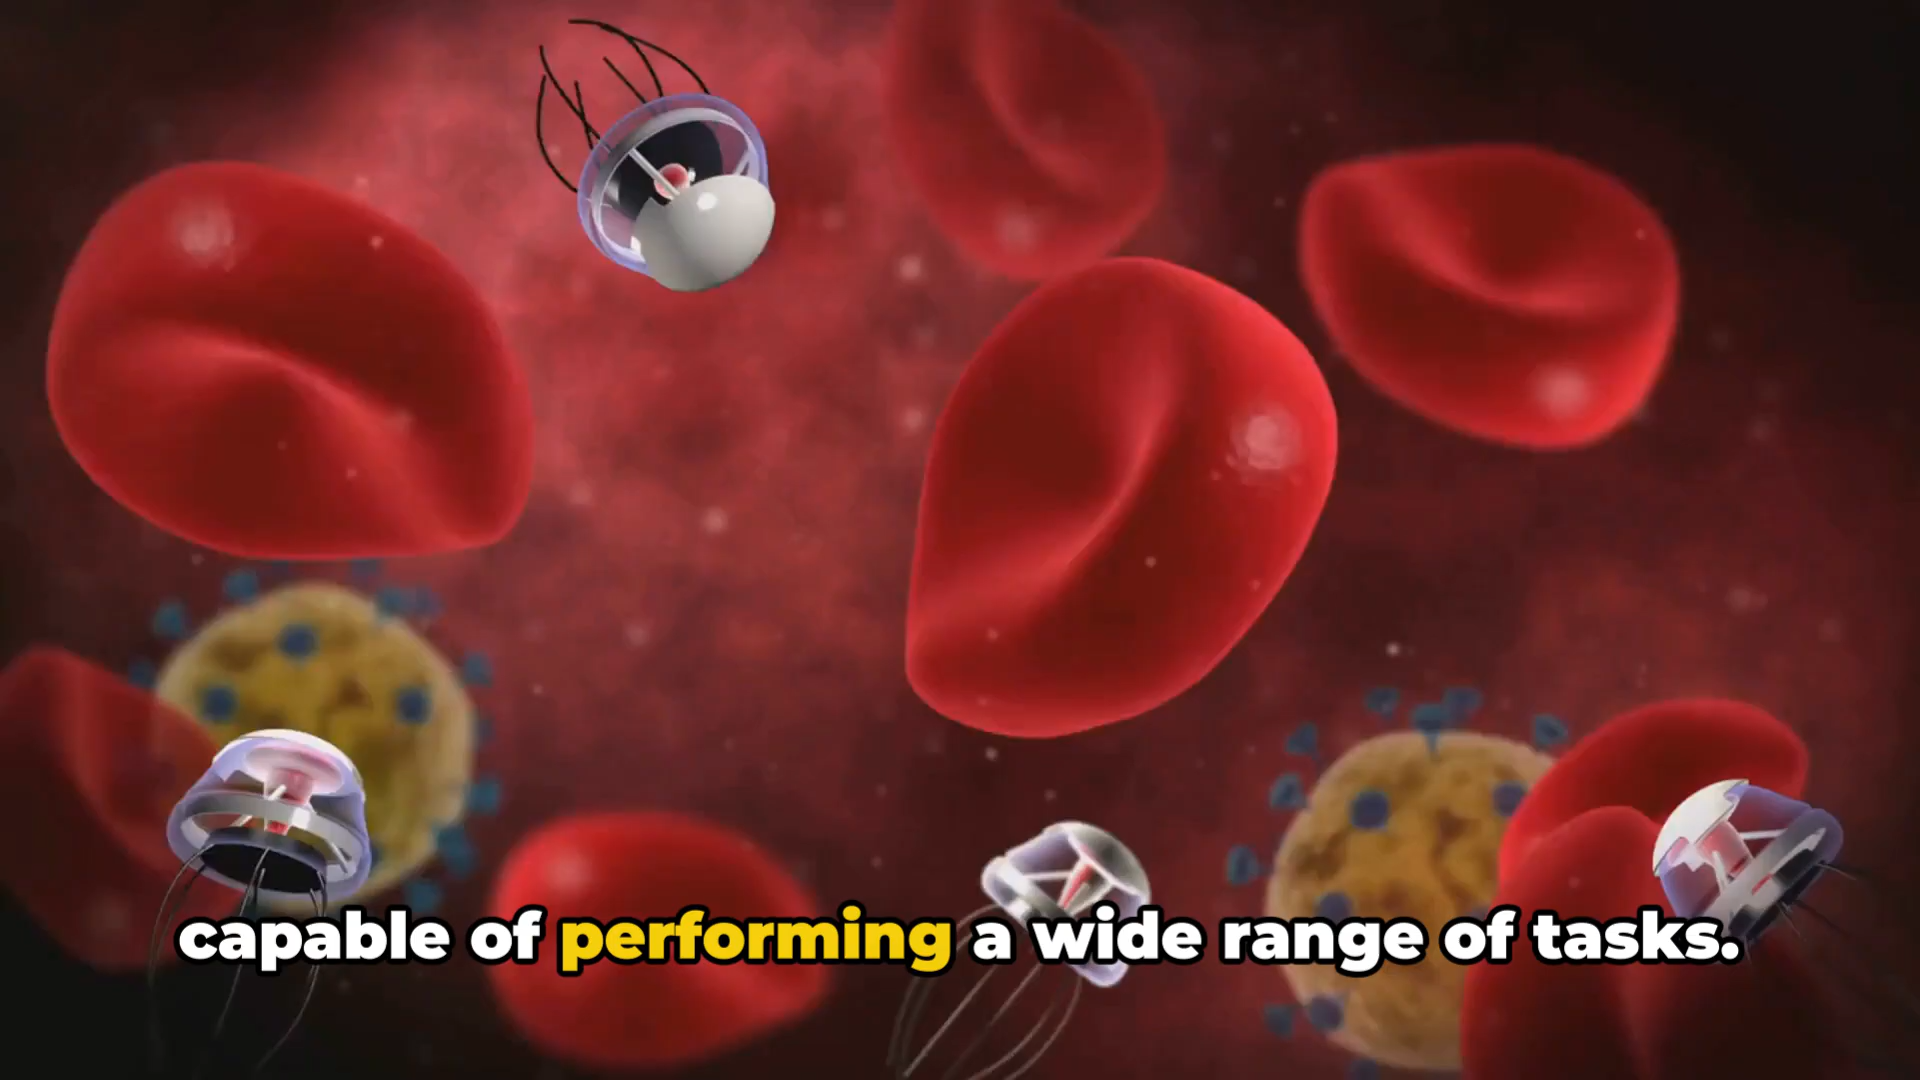 capable of performing a wide range of tasks.